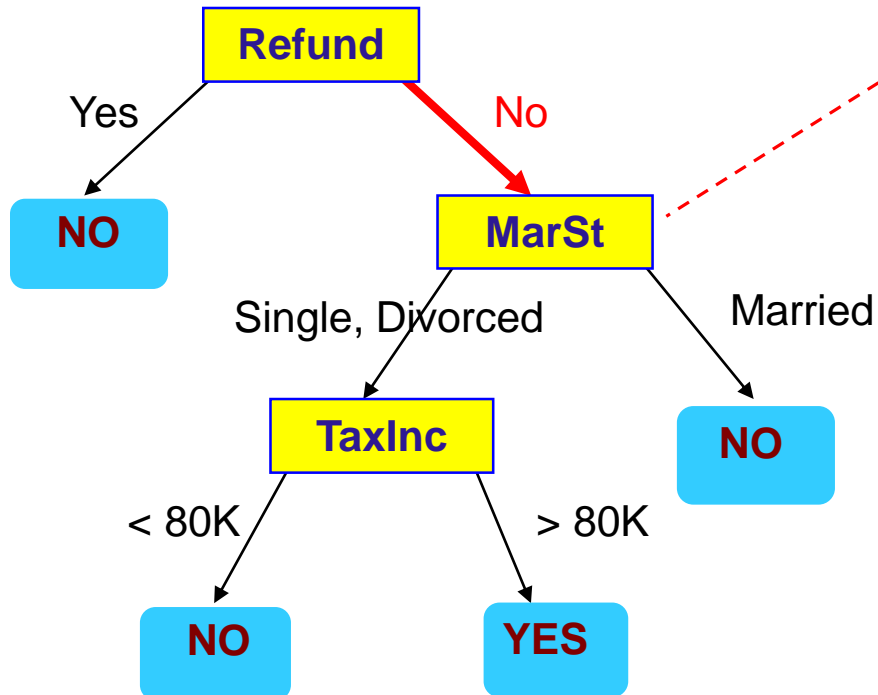 Refund
Yes
No
NO
MarSt
Single, Divorced
Married
TaxInc
NO
< 80K
> 80K
NO
YES